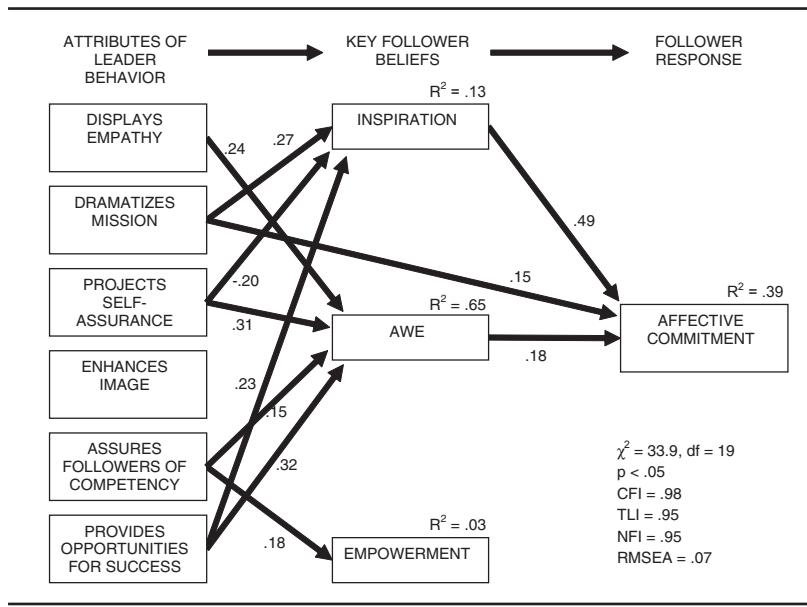 ATTRIBUTES OF
LEADER
BEHAVIOR
KEY FOLLOWER
BELIEFS
FOLLOWER
RESPONSE
DISPLAYS
EMPATHY
DRAMATIZES
MISSION
PROJECTS
SELF-
ASSURANCE
ENHANCES
IMAGE
ASSURES
FOLLOWERS OF
COMPETENCY
PROVIDES
OPPORTUNITIES
FOR SUCCESS
.24
.27
-.20
.31
.23
.15
.32
.18
R² = .13
INSPIRATION
R² = .65
AWE
R² = .03
EMPOWERMENT
.49
.15
.18
R² = .39
AFFECTIVE
COMMITMENT
χ² = 33.9, df = 19
p < .05
CFI = .98
TLI = .95
NFI = .95
RMSEA = .07